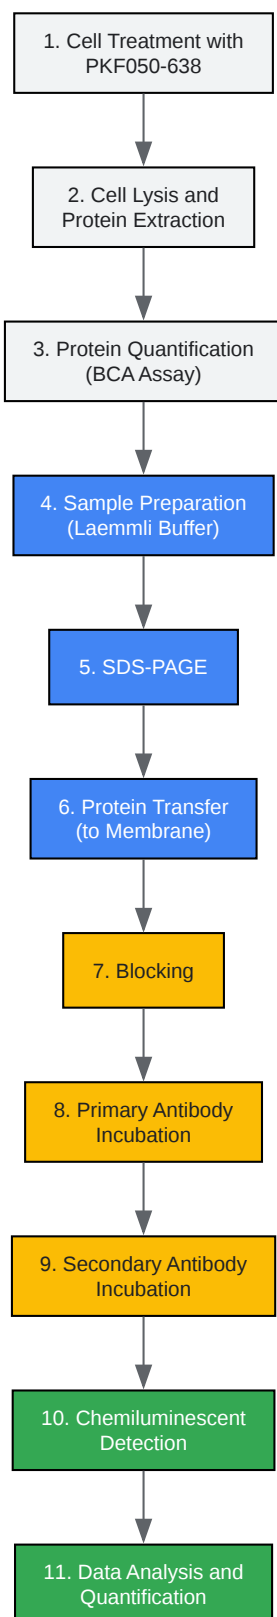 1. Cell Treatment with
PKF050-638
2. Cell Lysis and
Protein Extraction
3. Protein Quantification
(BCA Assay)
4. Sample Preparation
(Laemmli Buffer)
5. SDS-PAGE
6. Protein Transfer
(to Membrane)
7. Blocking
8. Primary Antibody
Incubation
9. Secondary Antibody
Incubation
10. Chemiluminescent
Detection
11. Data Analysis and
Quantification